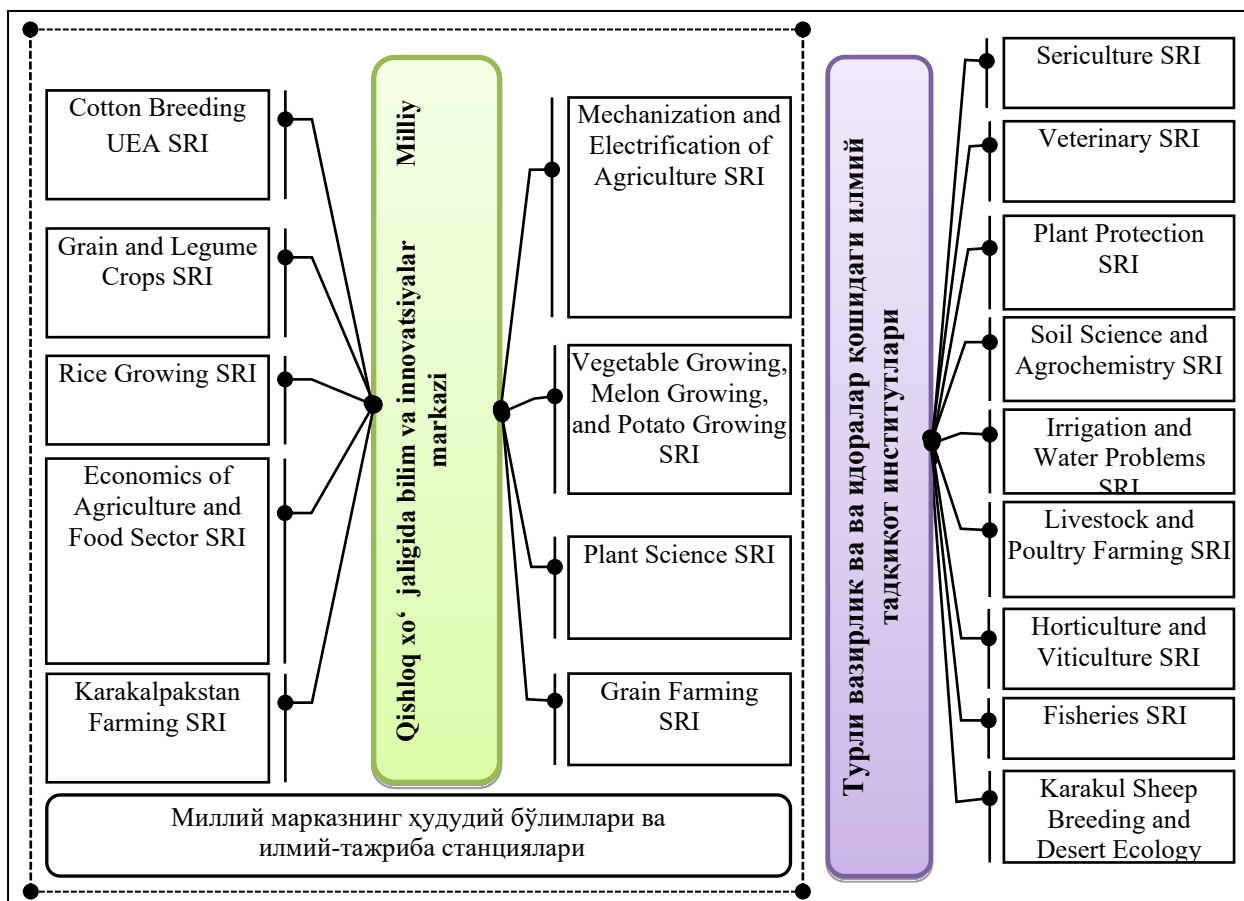 Cotton Breeding
UEA SRI
Grain and Legume
Crops SRI
Rice Growing SRI
Economics of
Agriculture and
Food Sector SRI
Karakalpakstan
Farming SRI
Qishloq xo‘ jaligida bilim va innovatsiyalar Milliy
markazi
Mechanization and
Electrification of
Agriculture SRI
Vegetable Growing,
Melon Growing,
and Potato Growing
SRI
Plant Science SRI
Grain Farming
SRI
Миллий марказнинг ҳудудий бўлимлари ва
илмий-тажриба станциялари
Турли вазирлик ва идоралар қошидаги илмий
тадқиқот институтлари
Sericulture SRI
Veterinary SRI
Plant Protection
SRI
Soil Science and
Agrochemistry SRI
Irrigation and
Water Problems
SRI
Livestock and
Poultry Farming SRI
Horticulture and
Viticulture SRI
Fisheries SRI
Karakul Sheep
Breeding and
Desert Ecology